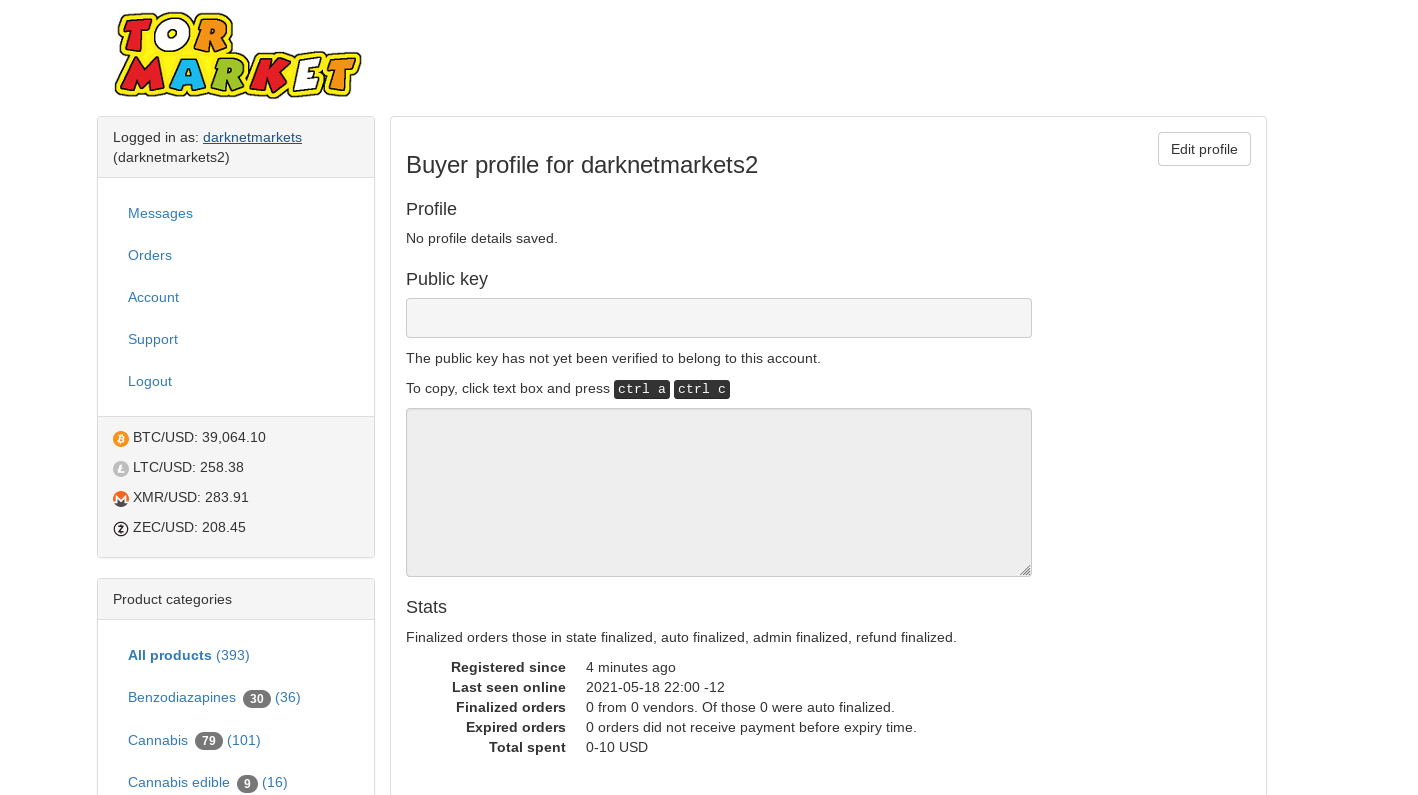 TOR
MARKET
Logged in as: darknetmarkets
(darknetmarkets2)
Messages
Orders
Account
Support
Logout
BTC/USD: 39,064.10
LTC/USD: 258.38
XMR/USD: 283.91
ZEC/USD: 208.45
Product categories
All products (393)
Benzodiazapines 30 (36)
Cannabis 79 (101)
Cannabis edible 9 (16)
Edit profile
Buyer profile for darknetmarkets2
Profile
No profile details saved.
Public key
The public key has not yet been verified to belong to this account.
To copy, click text box and press ctrl a ctrl c
Stats
Finalized orders those in state finalized, auto finalized, admin finalized, refund finalized.
Registered since 4 minutes ago
Last seen online 2021-05-18 22:00 -12
Finalized orders 0 from 0 vendors. Of those 0 were auto finalized.
Expired orders 0 orders did not receive payment before expiry time.
Total spent 0-10 USD